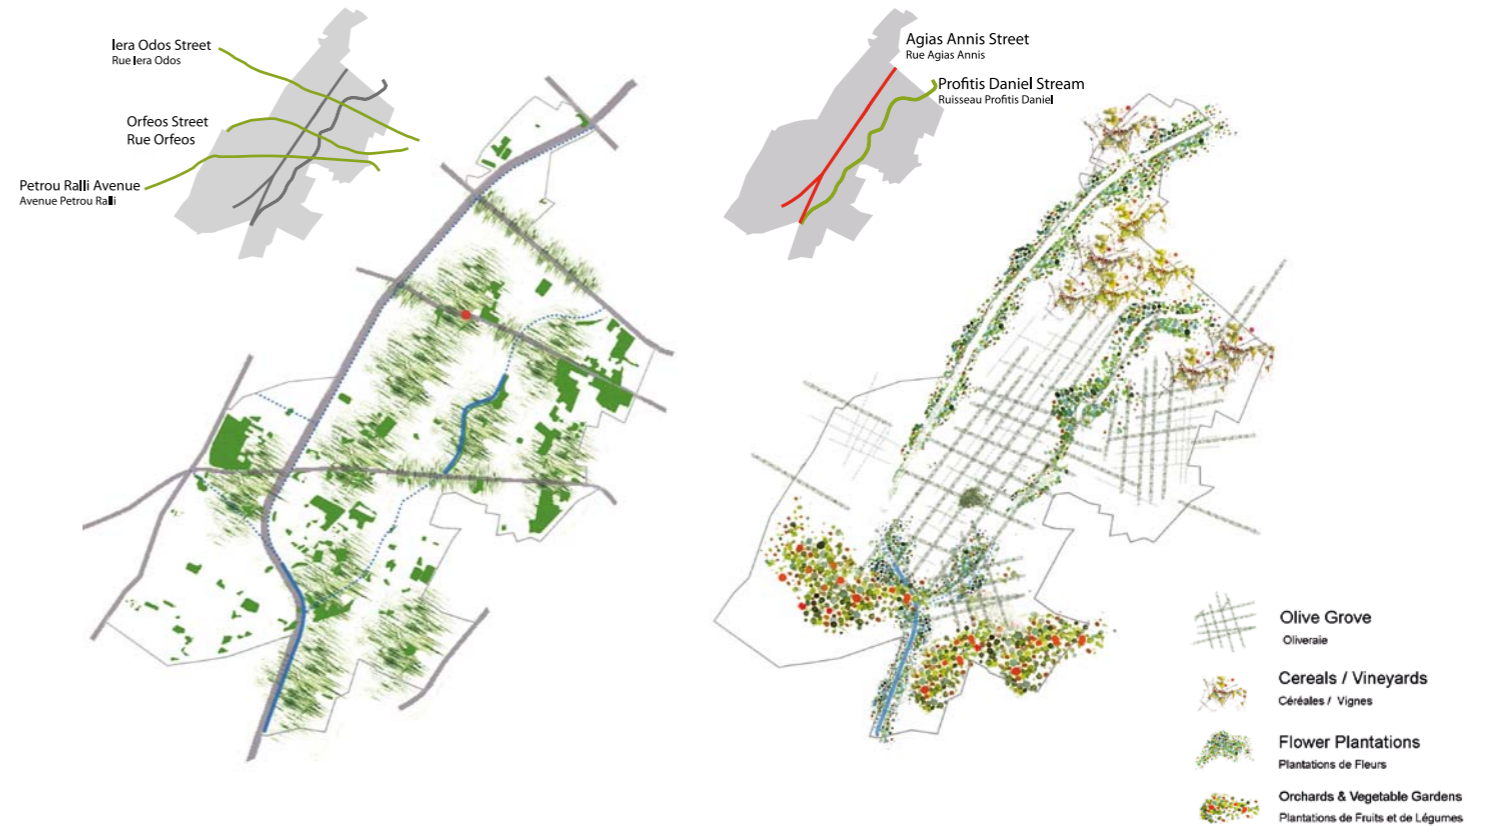 Iera Odos Street
Rue Iera Odos
Orfeos Street
Rue Orfeos
Petrou Ralli Avenue
Avenue Petrou Ralli
Agias Annis Street
Rue Agias Annis
Profitis Daniel Stream
Ruisseau Profitis Daniel
Olive Grove
Oliveraie
Cereals / Vineyards
Céréales / Vignes
Flower Plantations
Plantations de Fleurs
Orchards & Vegetable Gardens
Plantations de Fruits et de Légumes